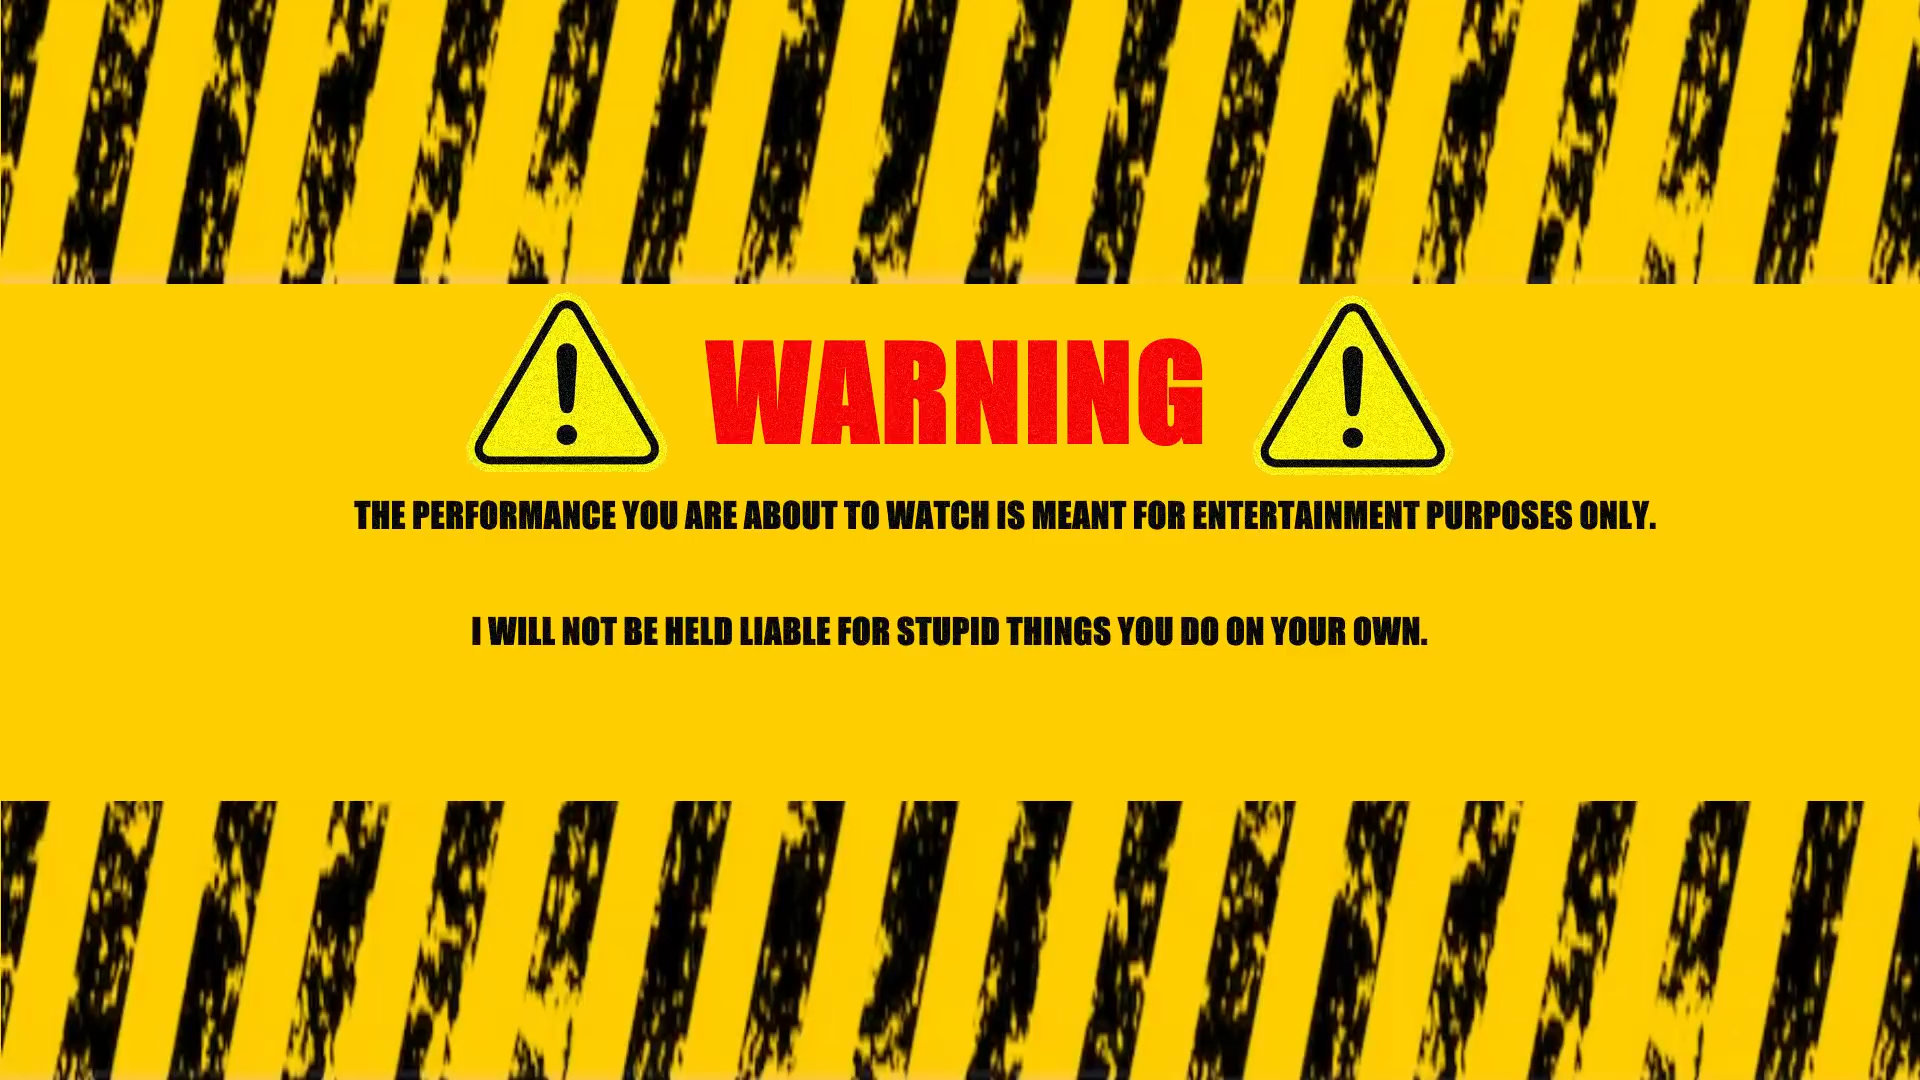 WARNING
THE PERFORMANCE YOU ARE ABOUT TO WATCH IS MEANT FOR ENTERTAINMENT PURPOSES ONLY.
I WILL NOT BE HELD LIABLE FOR STUPID THINGS YOU DO ON YOUR OWN.